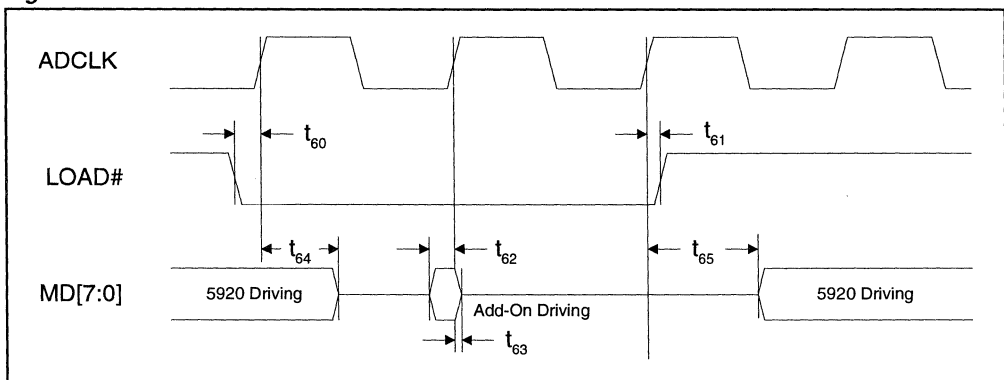 ADCLK
t60
t61
LOAD#
t64
t62
t65
MD[7:0]
5920 Driving
Add-On Driving
5920 Driving
t63